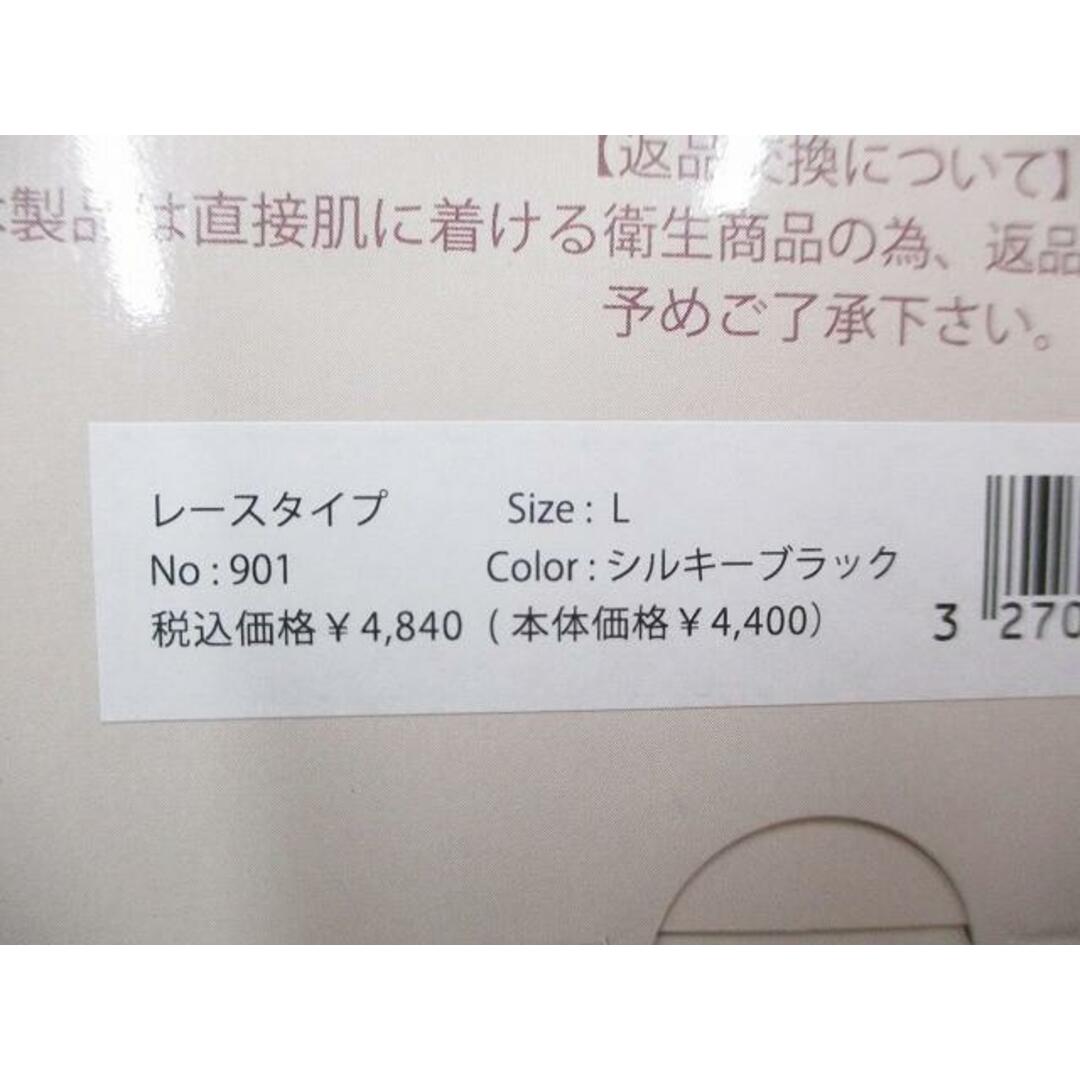 【返品交換について】
製品は直接肌に着ける衛生商品の為、返品
予めご了承下さい。
レースタイプ Size : L
No : 901 Color : シルキーブラック
税込価格￥4,840 ( 本体価格￥4,400)
3 270